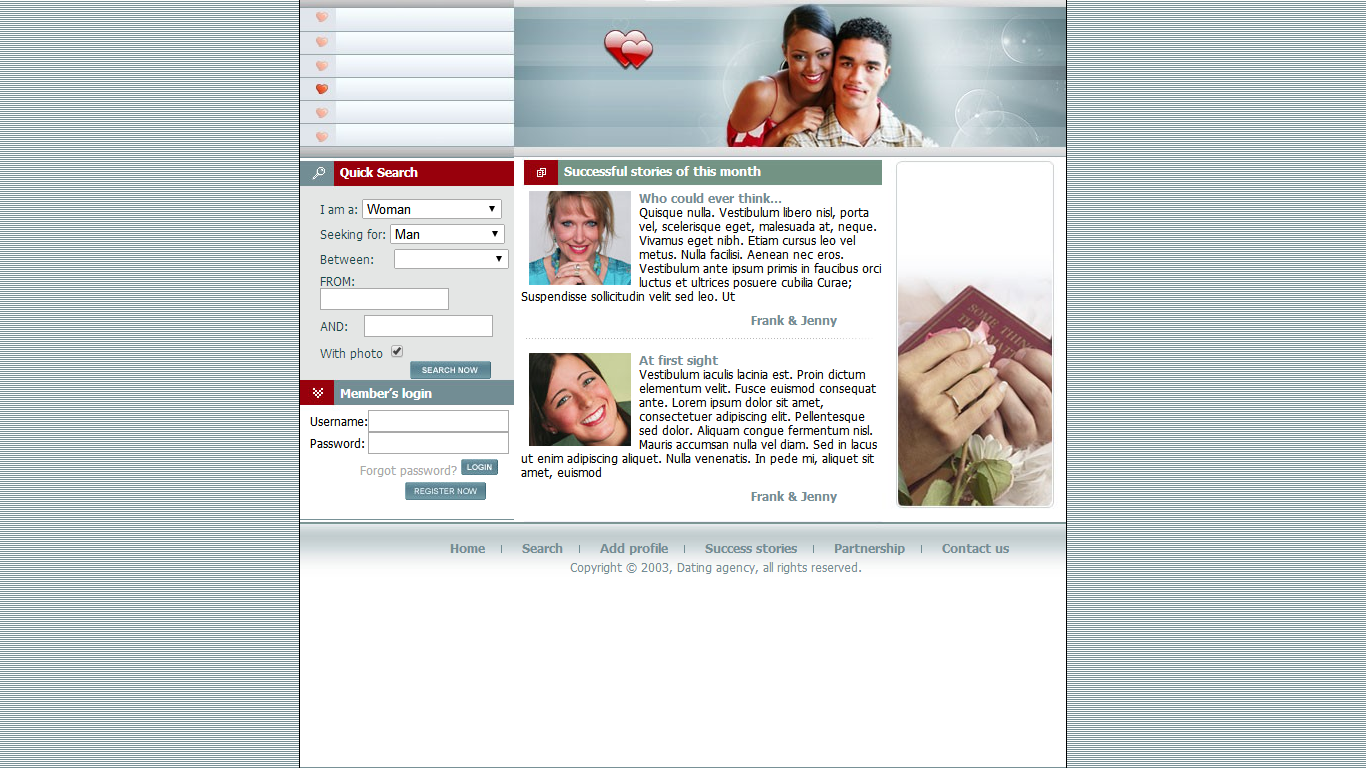 Quick Search
I am a: Woman
Seeking for: Man
Between:
FROM:
AND:
With photo
SEARCH NOW
Member's login
Username:
Password:
Forgot password? LOGIN
REGISTER NOW
Successful stories of this month
Who could ever think...
Quisque nulla. Vestibulum libero nisl, porta
vel, scelerisque eget, malesuada at, neque.
Vivamus eget nibh. Etiam cursus leo vel
metus. Nulla facilisi. Aenean nec eros.
Vestibulum ante ipsum primis in faucibus orci
luctus et ultrices posuere cubilia Curae;
Suspendisse sollicitudin velit sed leo. Ut
Frank & Jenny
At first sight
Vestibulum iaculis lacinia est. Proin dictum
elementum velit. Fusce euismod consequat
ante. Lorem ipsum dolor sit amet,
consectetuer adipiscing elit. Pellentesque
sed dolor. Aliquam congue fermentum nisl.
Mauris accumsan nulla vel diam. Sed in lacus
ut enim adipiscing aliquet. Nulla venenatis. In pede mi, aliquet sit
amet, euismod
Frank & Jenny
SOME THIN
Home | Search | Add profile | Success stories | Partnership | Contact us
Copyright © 2003, Dating agency, all rights reserved.